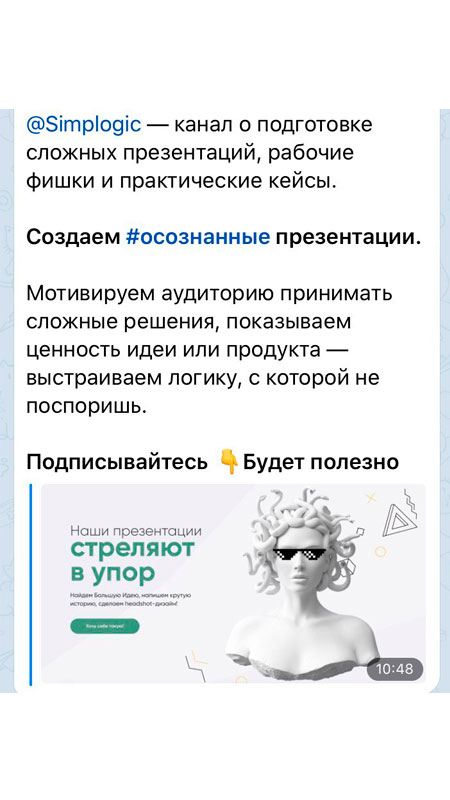 @Simplogic — канал о подготовке
сложных презентаций, рабочие
фишки и практические кейсы.
Создаем #осознанные презентации.
Мотивируем аудиторию принимать
сложные решения, показываем
ценность идеи или продукта —
выстраиваем логику, с которой не
поспоришь.
Подписывайтесь 👇Будет полезно
Наши презентации
стреляют
в упор
Найдем Большую Идею, напишем крутую
историю, сделаем headshot-дизайн!
Хочу себе такую!
10:48